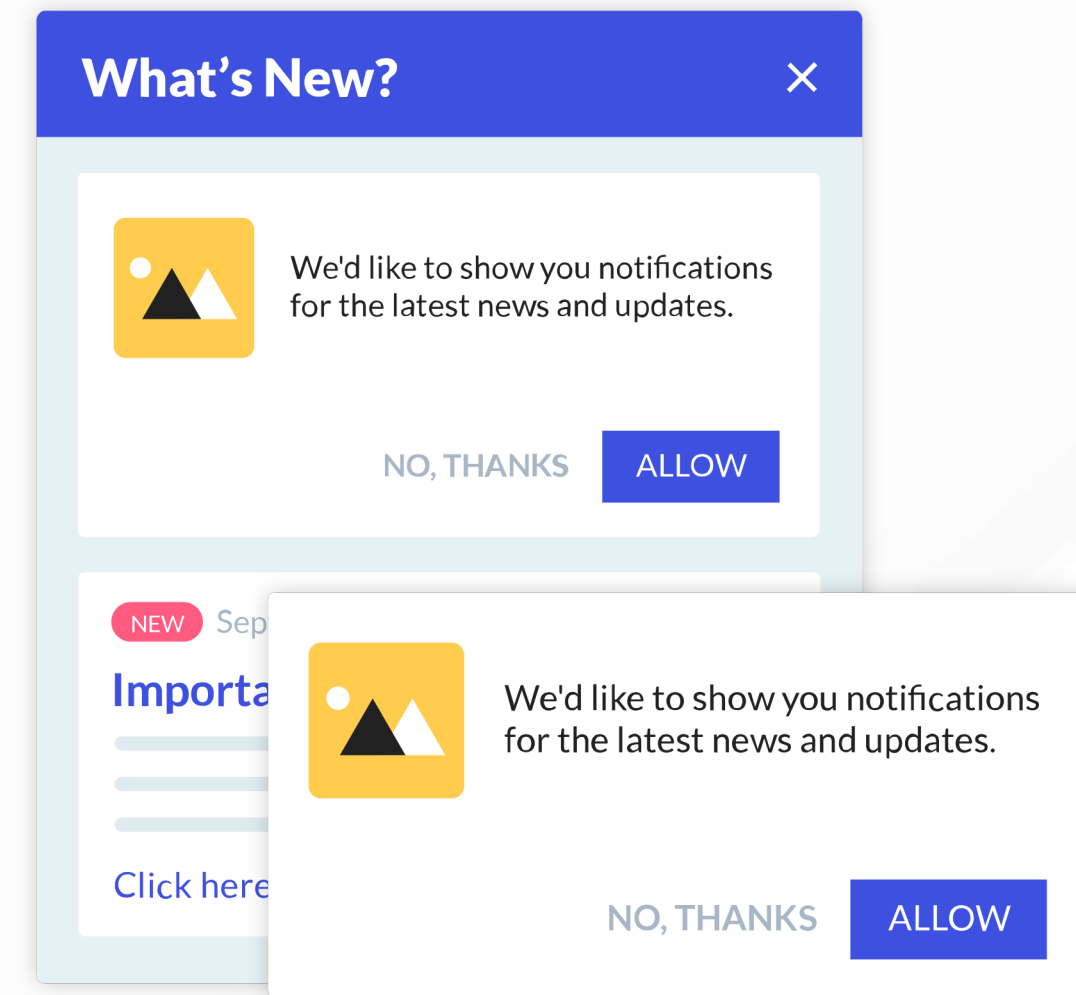 What’s New?
We'd like to show you notifications
for the latest news and updates.
NO, THANKS
ALLOW
NEW Sep
Importa
Click here
We'd like to show you notifications
for the latest news and updates.
NO, THANKS
ALLOW